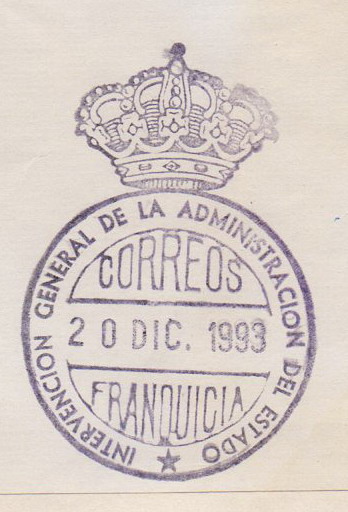 INTERVENCION GENERAL DE LA ADMINISTRACION DEL ESTADO
CORREOS
20 DIC. 1993
FRANQUICIA